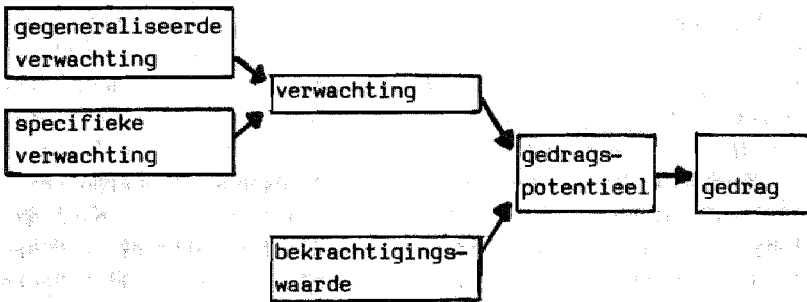 gegeneraliseerde
verwachting
specifieke
verwachting
verwachting
gedrags-
potentieel
gedrag
bekrachtigings-
waarde